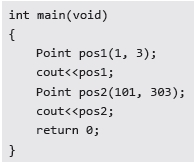 int main(void)
{
    Point pos1(1, 3);
    cout<<pos1;
    Point pos2(101, 303);
    cout<<pos2;
    return 0;
}